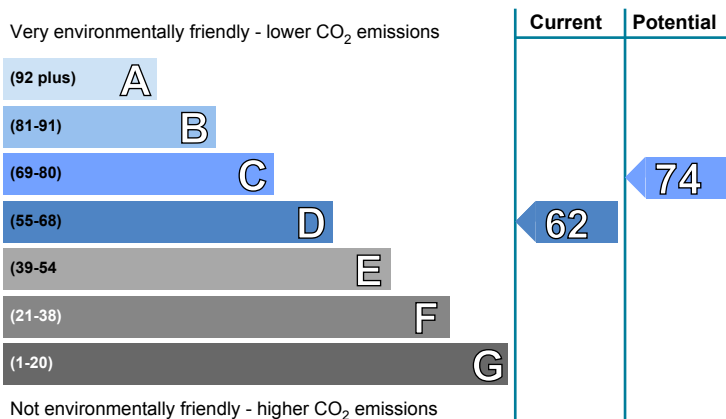 Current Potential
Very environmentally friendly - lower CO₂ emissions
(92 plus) A
(81-91) B
(69-80) C
74
(55-68) D
62
(39-54 E
(21-38) F
(1-20) G
Not environmentally friendly - higher CO₂ emissions